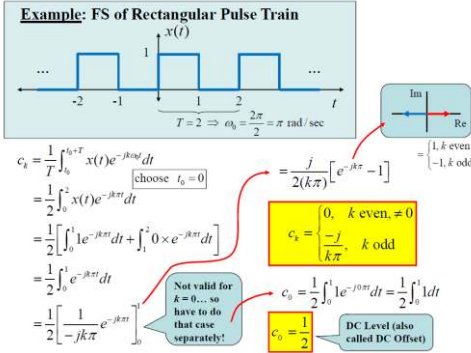 Example: FS of Rectangular Pulse Train
x(t)
1
... ...
-2 -1 0 1 2 t
T = 2 ⇒ ω₀ = 2π/2 = π rad/sec
Im
Re
= {1, k even
−1, k odd
c_k = 1/T ∫_{t₀}^{t₀+T} x(t)e^{−jkω₀t}dt
choose t₀ = 0
= 1/2 ∫_0^2 x(t)e^{−jkπt}dt
= 1/2 [∫_0^1 1e^{−jkπt}dt + ∫_1^2 0 × e^{−jkπt}dt]
= 1/2 ∫_0^1 e^{−jkπt}dt
= 1/2 [1/(−jkπ) e^{−jkπt}]_0^1
Not valid for
k = 0… so
have to do
that case
separately!
= j/(2(kπ)) [e^{−jkπ} −1]
c_k = {0, k even, ≠ 0
−j/(kπ), k odd
c₀ = 1/2 ∫_0^1 1e^{−j0πt}dt = 1/2 ∫_0^1 1dt
c₀ = 1/2
DC Level (also
called DC Offset)